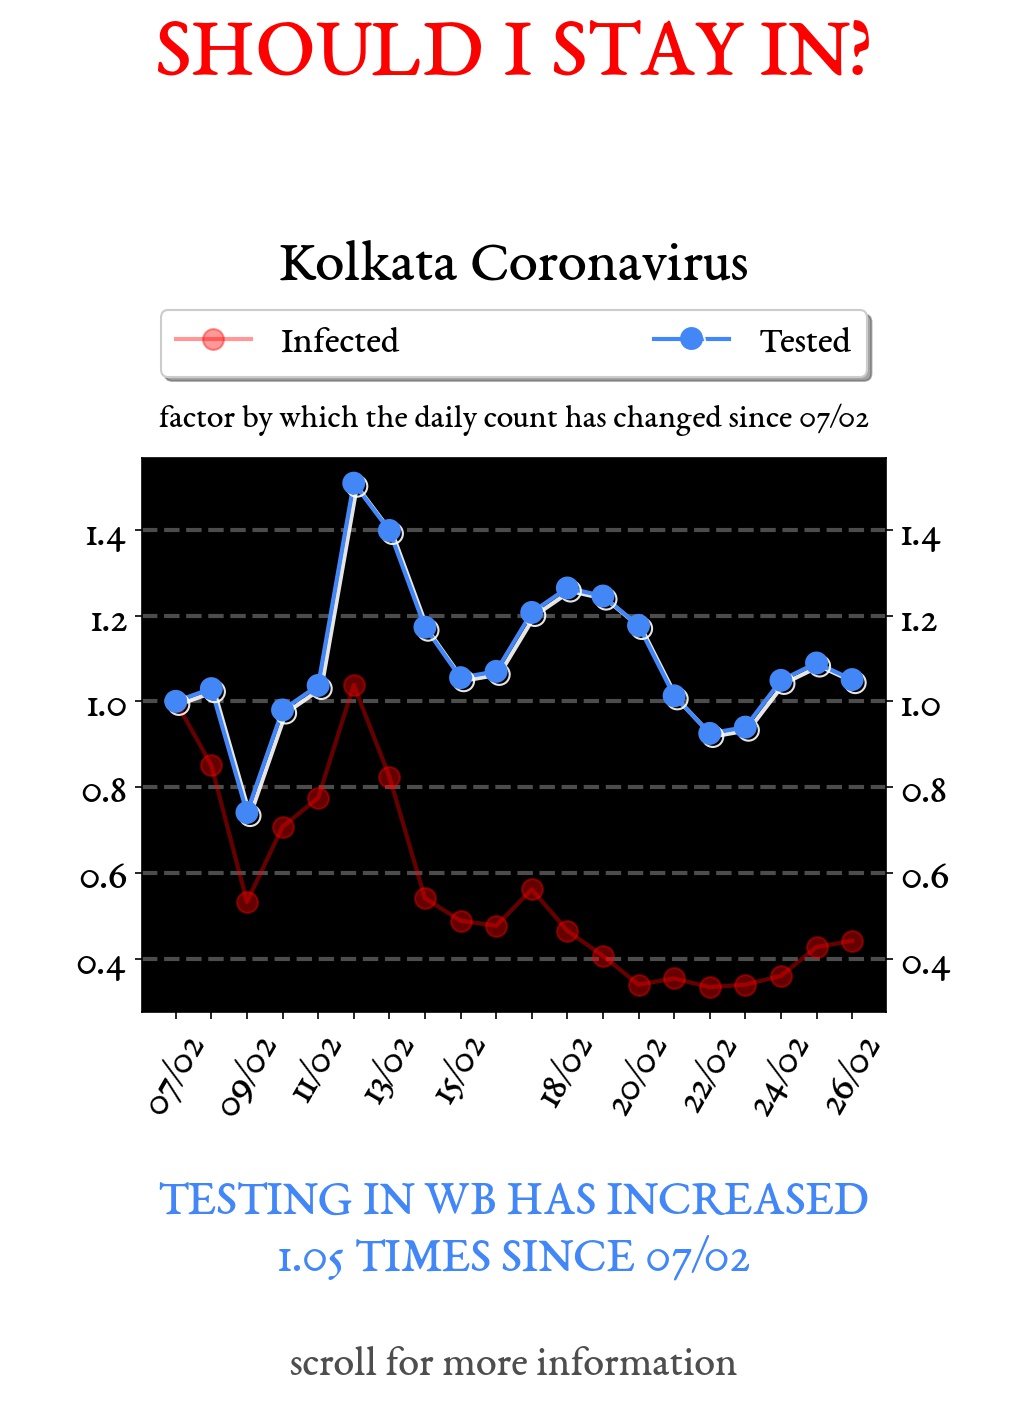 SHOULD I STAY IN?
Kolkata Coronavirus
Infected Tested
factor by which the daily count has changed since 07/02
1.4 1.4
1.2 1.2
1.0 1.0
0.8 0.8
0.6 0.6
0.4 0.4
07/02 09/02 11/02 13/02 15/02 18/02 20/02 22/02 24/02 26/02
TESTING IN WB HAS INCREASED
1.05 TIMES SINCE 07/02
scroll for more information